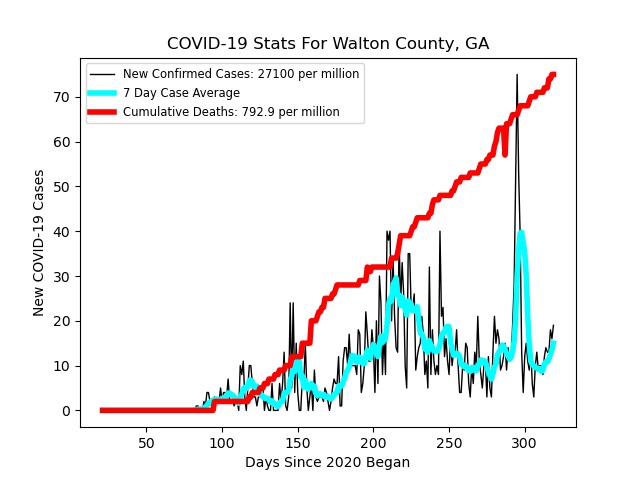 COVID-19 Stats For Walton County, GA
New Confirmed Cases: 27100 per million
7 Day Case Average
Cumulative Deaths: 792.9 per million
New COVID-19 Cases
70
60
50
40
30
20
10
0
50 100 150 200 250 300
Days Since 2020 Began